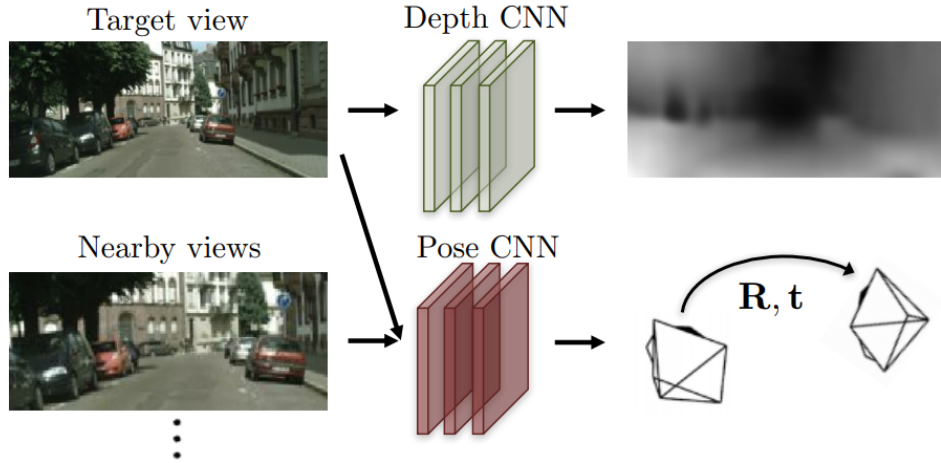 Target view
Depth CNN
Nearby views
Pose CNN
R, t